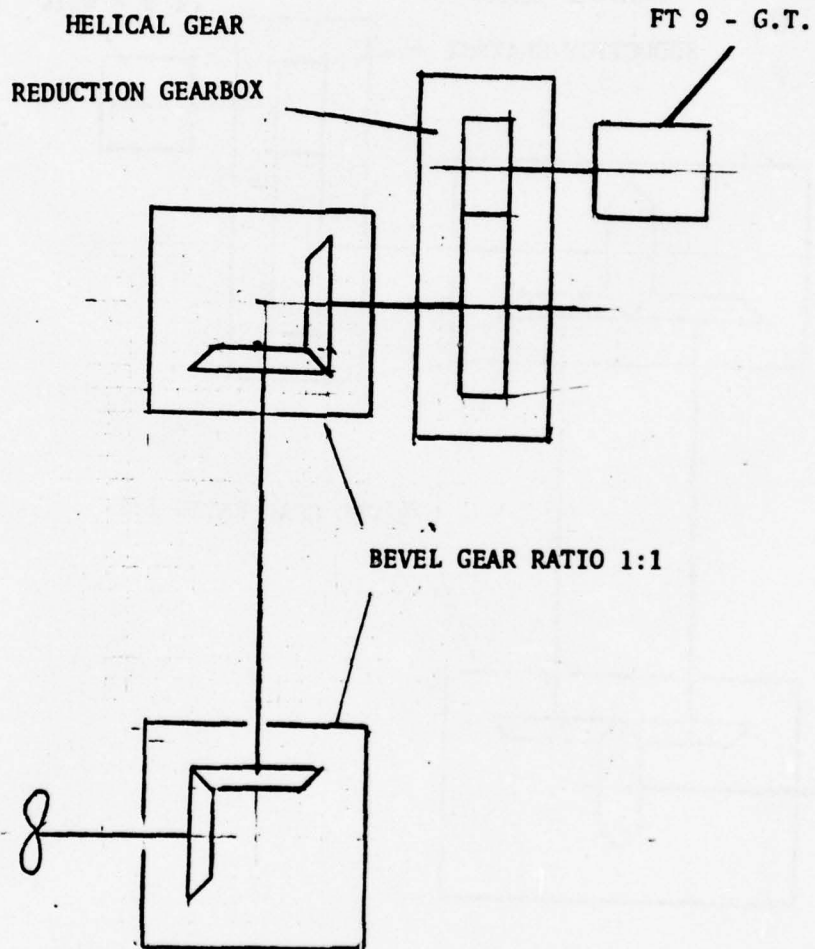 HELICAL GEAR
REDUCTION GEARBOX
FT 9 - G.T.
BEVEL GEAR RATIO 1:1